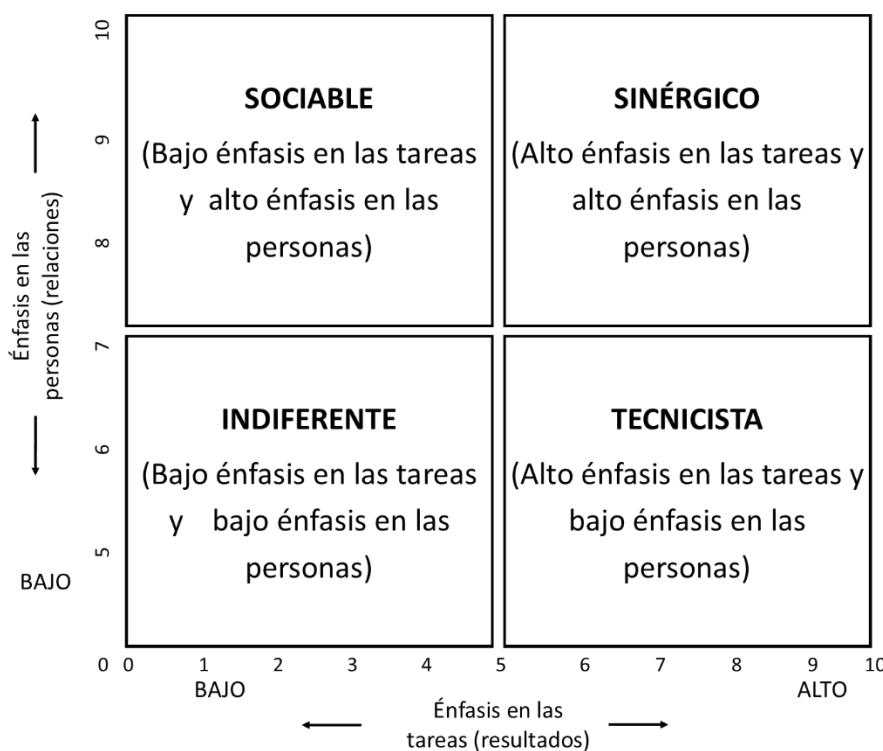 10
9
8
7
6
5
0
Énfasis en las
personas (relaciones)
BAJO
SOCIABLE
(Bajo énfasis en las tareas
y alto énfasis en las
personas)
SINÉRGICO
(Alto énfasis en las tareas y
alto énfasis en las
personas)
INDIFERENTE
(Bajo énfasis en las tareas
y bajo énfasis en las
personas)
TECNICISTA
(Alto énfasis en las tareas y
bajo énfasis en las
personas)
0 1 2 3 4 5 6 7 8 9 10
BAJO ALTO
Énfasis en las
tareas (resultados)